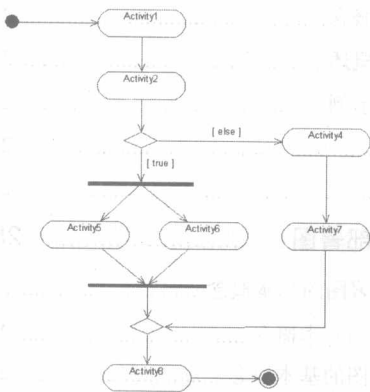 Activity1
Activity2
[ else ]
Activity4
[ true ]
Activity5
Activity6
Activity7
Activity8